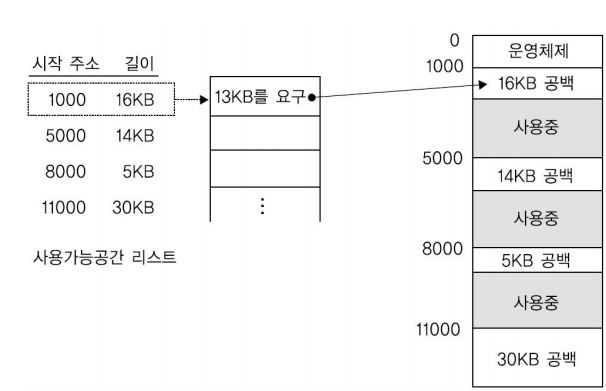 시작 주소 길이
1000 16KB
5000 14KB
8000 5KB
11000 30KB
사용가능공간 리스트
13KB를 요구
⋮
0
운영체제
1000
16KB 공백
사용중
5000
14KB 공백
사용중
8000
5KB 공백
사용중
11000
30KB 공백